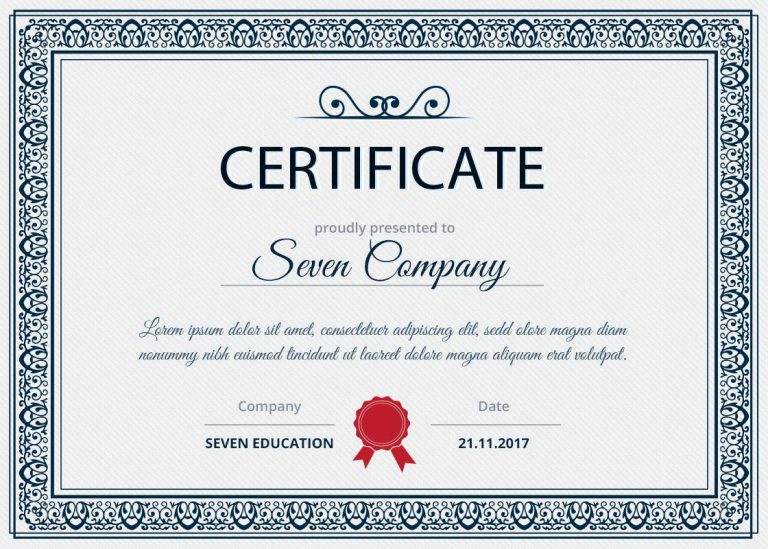 CERTIFICATE
proudly presented to
Seven Company
Lorem ipsum dolor sit amet, consectetuer adipiscing elit, sedd olore magna diam
nonummy nibh euismod tincidunt ut laoreet dolore magna aliquam erat volutpat.
Company
Date
SEVEN EDUCATION
21.11.2017